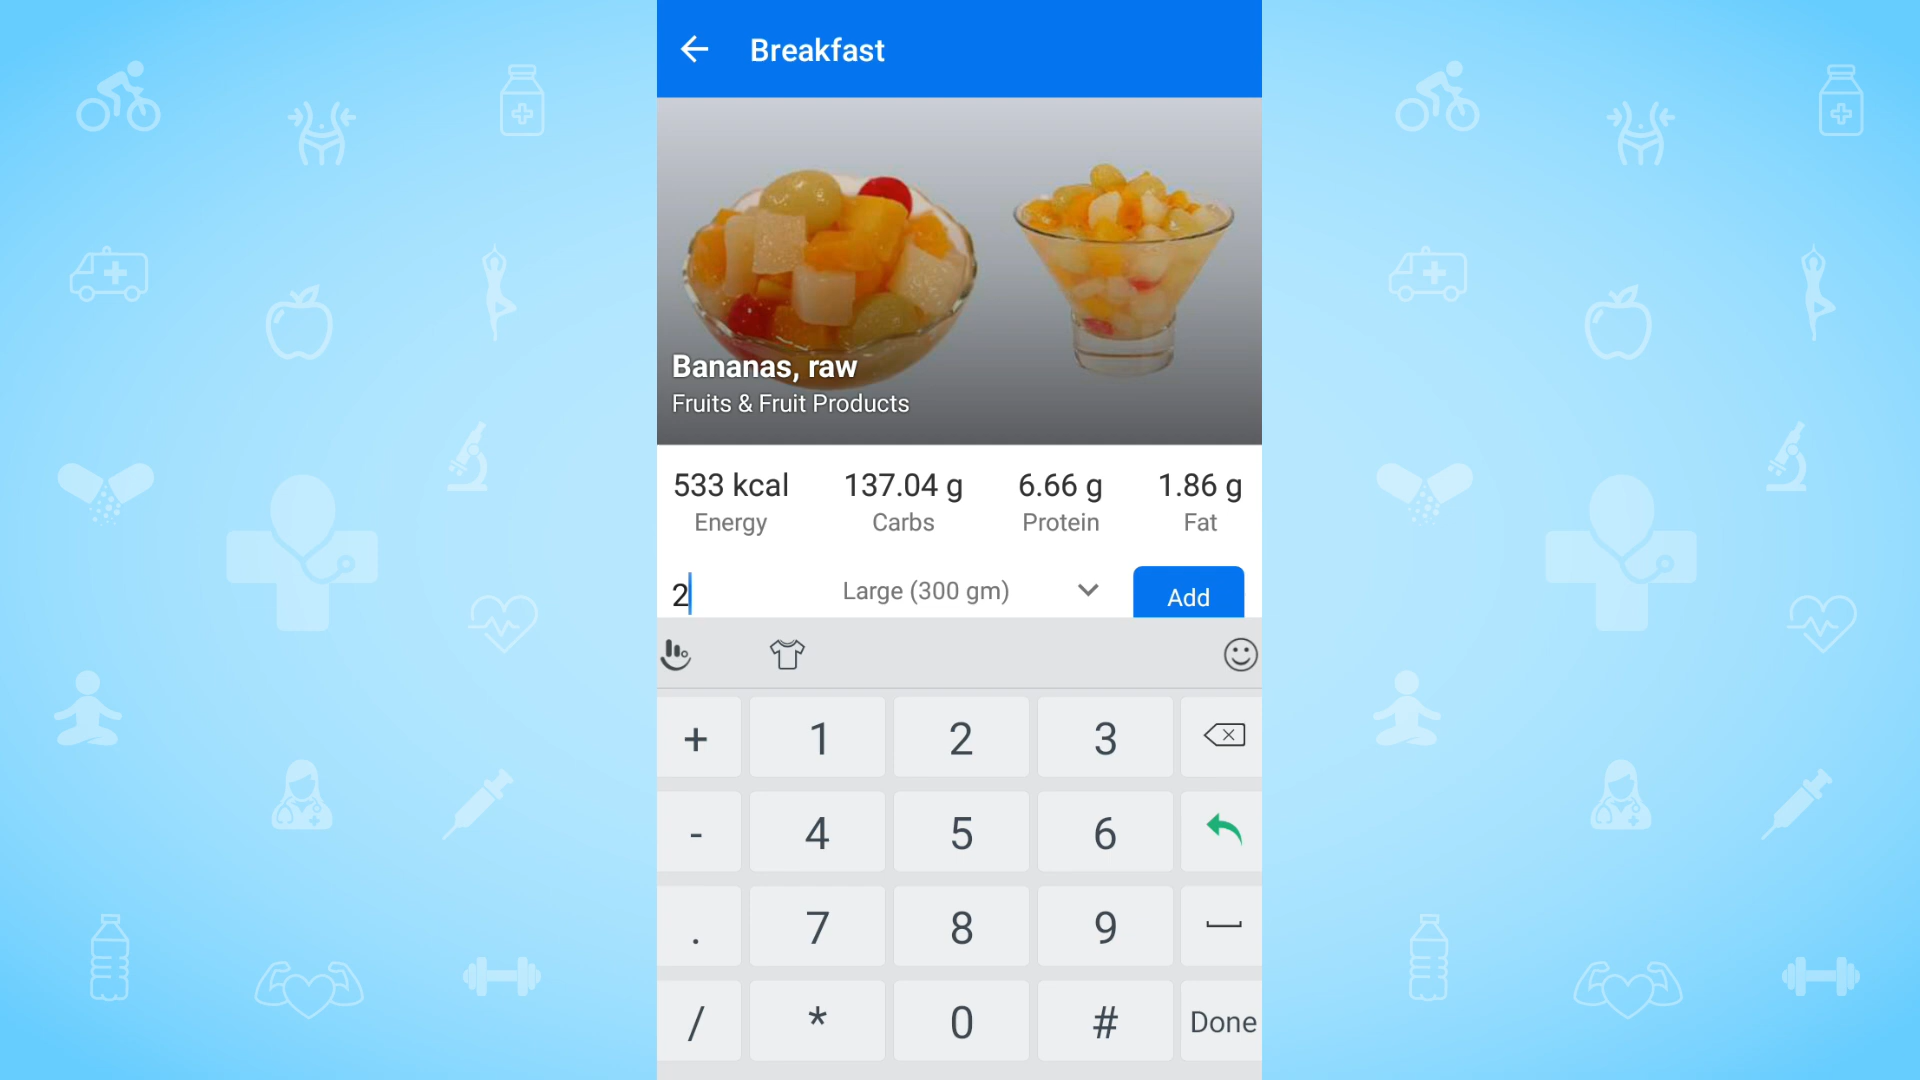 Breakfast
Bananas, raw
Fruits & Fruit Products
533 kcal 137.04 g 6.66 g 1.86 g
Energy Carbs Protein Fat
2 Large (300 gm) Add
+ 1 2 3
- 4 5 6
. 7 8 9
/ * 0 # Done